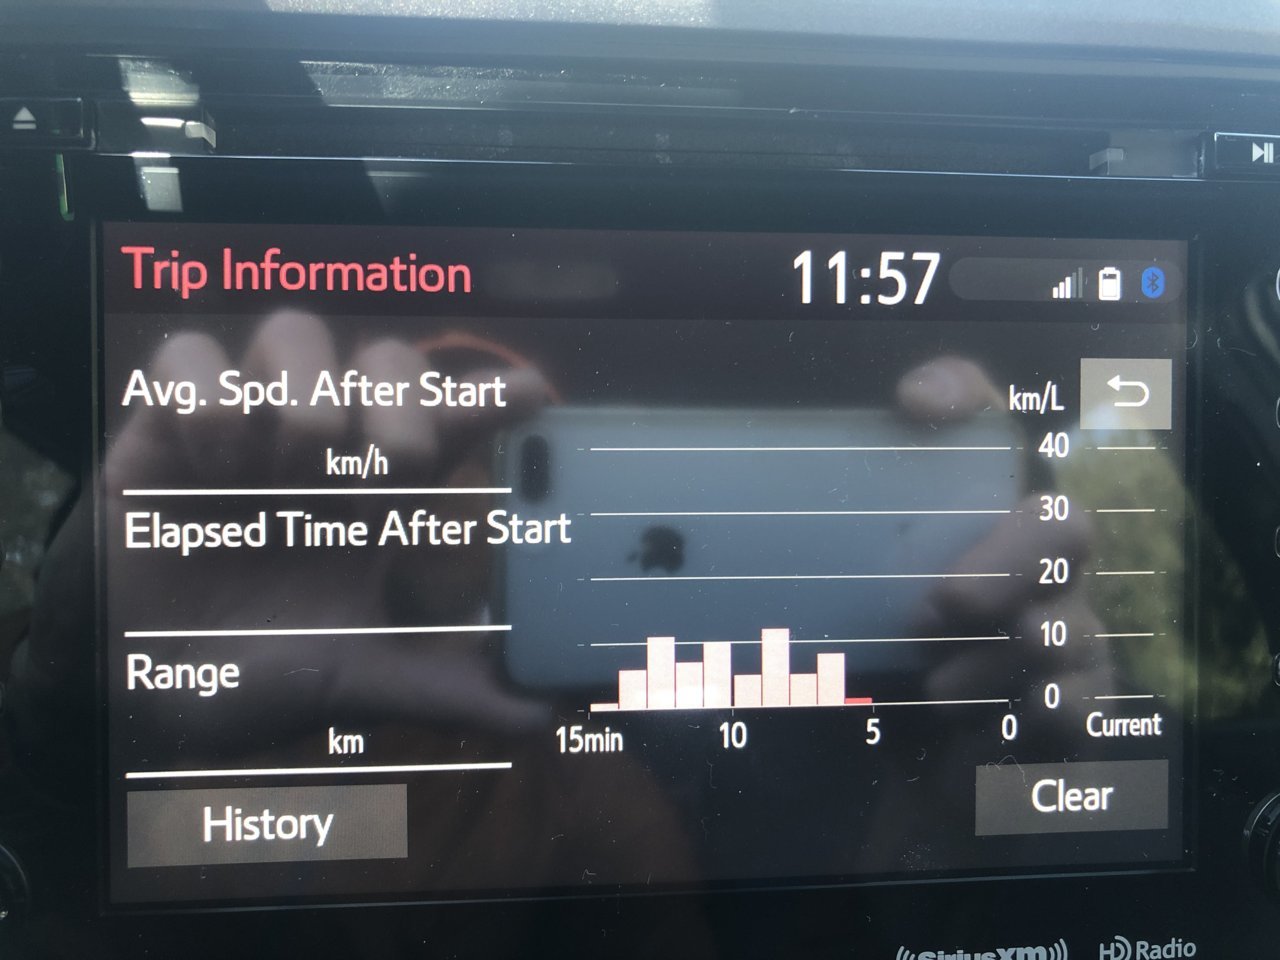 Trip Information
11:57
Avg. Spd. After Start
km/h
Elapsed Time After Start
Range
km
History
km/L
40
30
20
10
0
15min 10 5 0 Current
Clear
SiriusXM
HD Radio